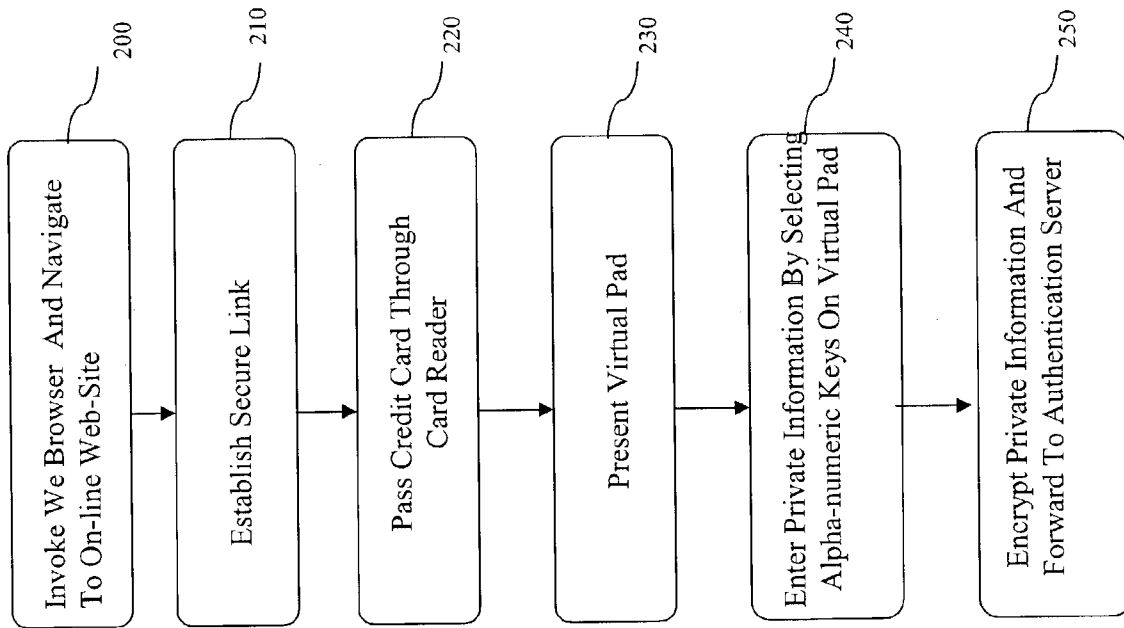 Invoke We Browser And Navigate
To On-line Web-Site
200
Establish Secure Link
210
Pass Credit Card Through
Card Reader
220
Present Virtual Pad
230
Enter Private Information By Selecting
Alpha-numeric Keys On Virtual Pad
240
Encrypt Private Information And
Forward To Authentication Server
250